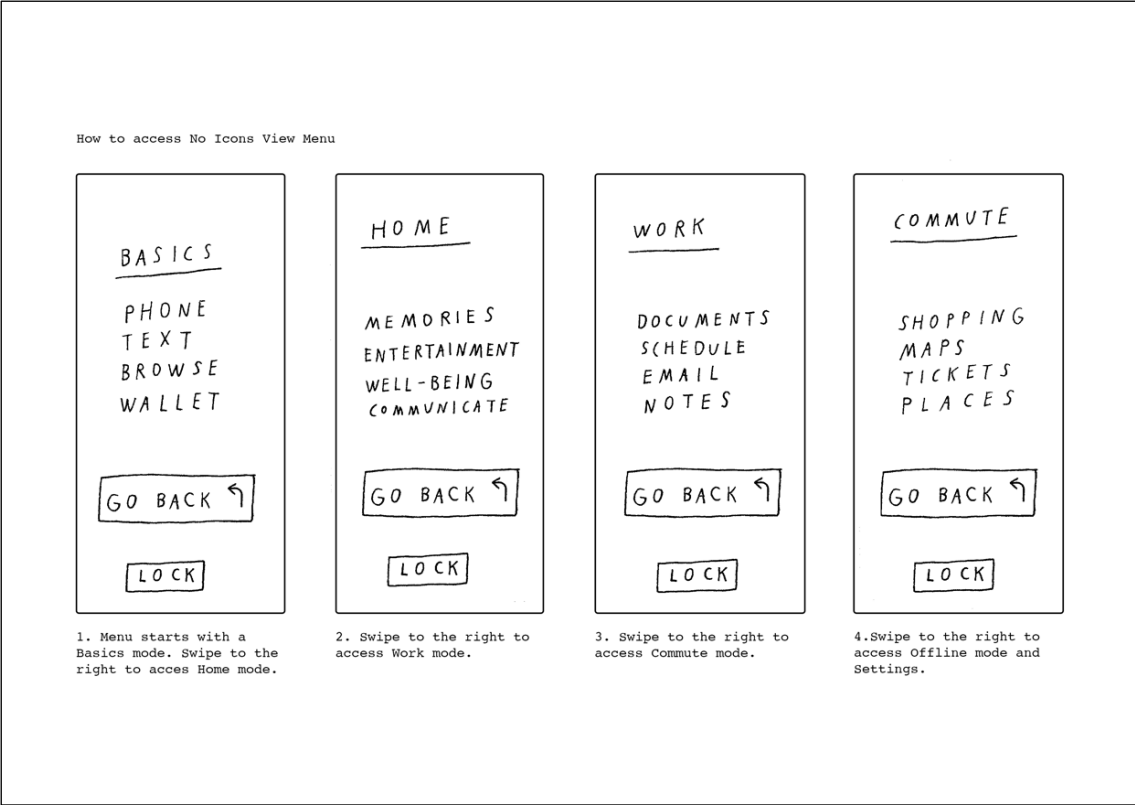 How to access No Icons View Menu
BASICS
PHONE
TEXT
BROWSE
WALLET
GO BACK
LOCK
1. Menu starts with a
Basics mode. Swipe to the
right to acces Home mode.
HOME
MEMORIES
ENTERTAINMENT
WELL-BEING
COMMUNICATE
GO BACK
LOCK
2. Swipe to the right to
access Work mode.
WORK
DOCUMENTS
SCHEDULE
EMAIL
NOTES
GO BACK
LOCK
3. Swipe to the right to
access Commute mode.
COMMUTE
SHOPPING
MAPS
TICKETS
PLACES
GO BACK
LOCK
4.Swipe to the right to
access Offline mode and
Settings.